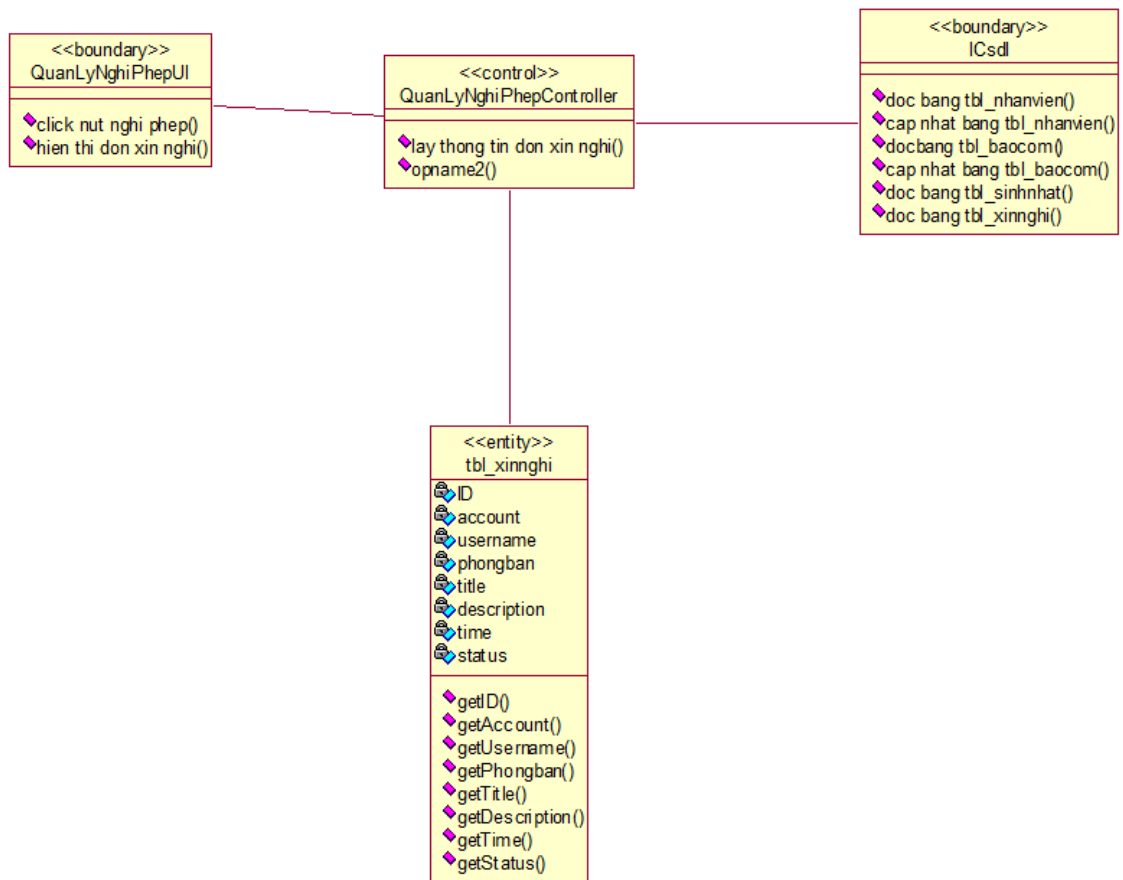 <<boundary>>
QuanLyNghiPhepUI
click nut nghi phep()
hien thi don xin nghi()
<<control>>
QuanLyNghiPhepController
lay thong tin don xin nghi()
opname2()
<<boundary>>
ICsdl
doc bang tbl_nhanvien()
cap nhat bang tbl_nhanvien()
docbang tbl_baocom()
cap nhat bang tbl_baocom()
doc bang tbl_sinhnhat()
doc bang tbl_xinnghi()
<<entity>>
tbl_xinnghi
ID
account
username
phongban
title
description
time
status
getID()
getAccount()
getUsername()
getPhongban()
getTitle()
getDescription()
getTime()
getStatus()